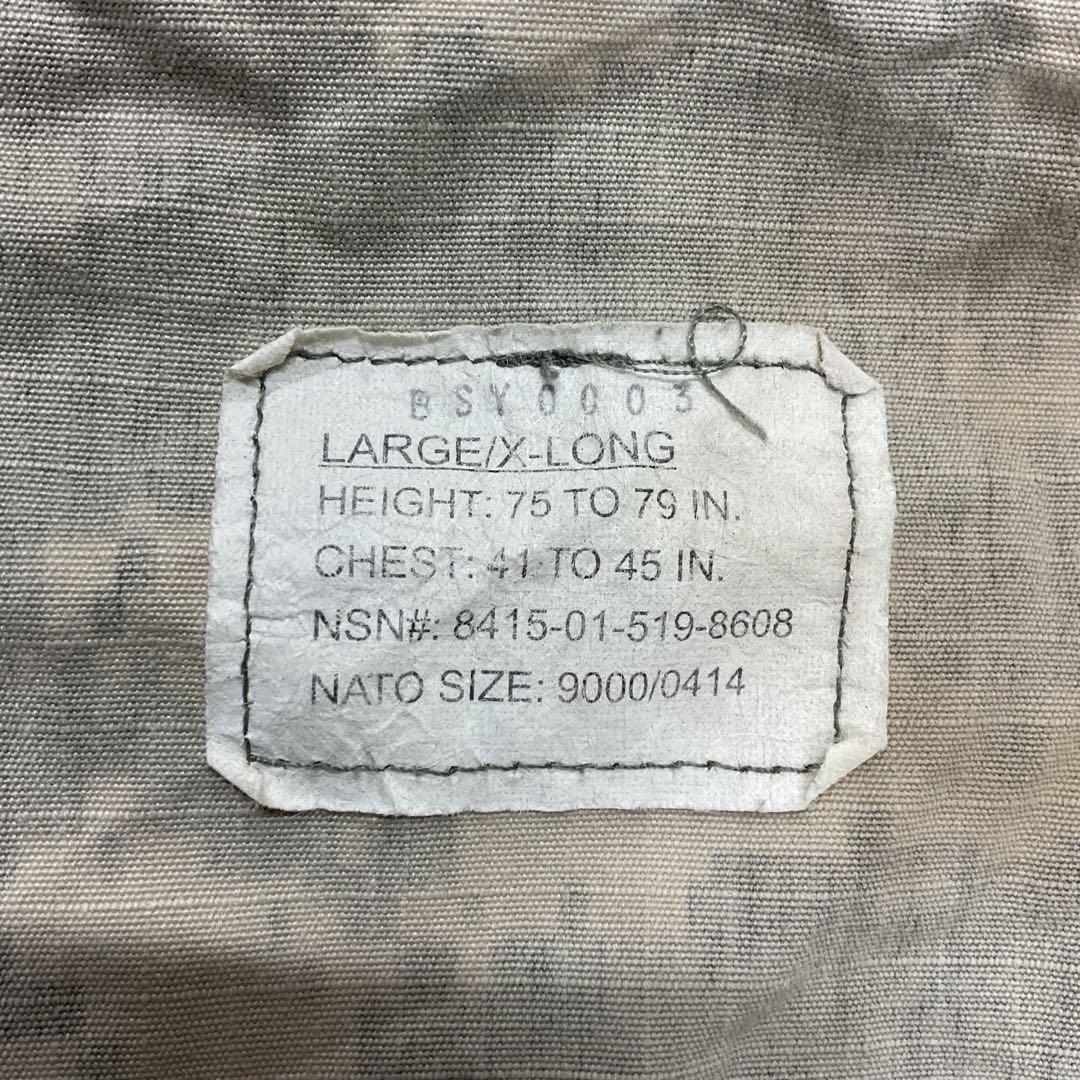 BSY0003
LARGE/X-LONG
HEIGHT: 75 TO 79 IN.
CHEST: 41 TO 45 IN.
NSN#: 8415-01-519-8608
NATO SIZE: 9000/0414